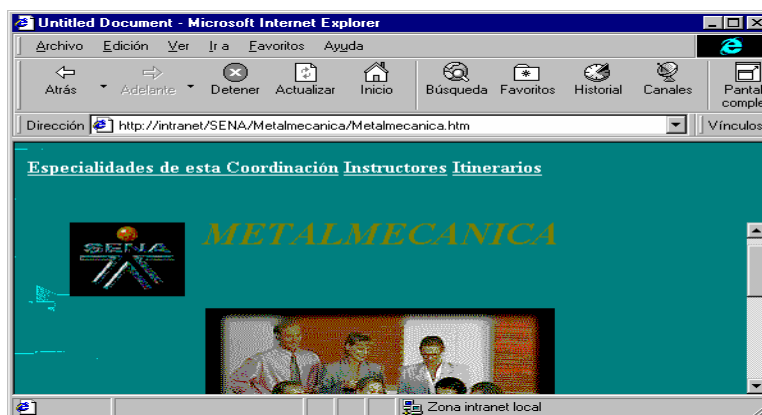 Untitled Document - Microsoft Internet Explorer
Archivo Edición Ver Ir a Favoritos Ayuda
Atrás Adelante Detener Actualizar Inicio Búsqueda Favoritos Historial Canales Pantal comple
Dirección http://intranet/SENA/Metalmecanica/Metalmecanica.htm Vínculos
Especialidades de esta Coordinación Instructores Itinerarios
SENA
METALMECANICA
Zona intranet local